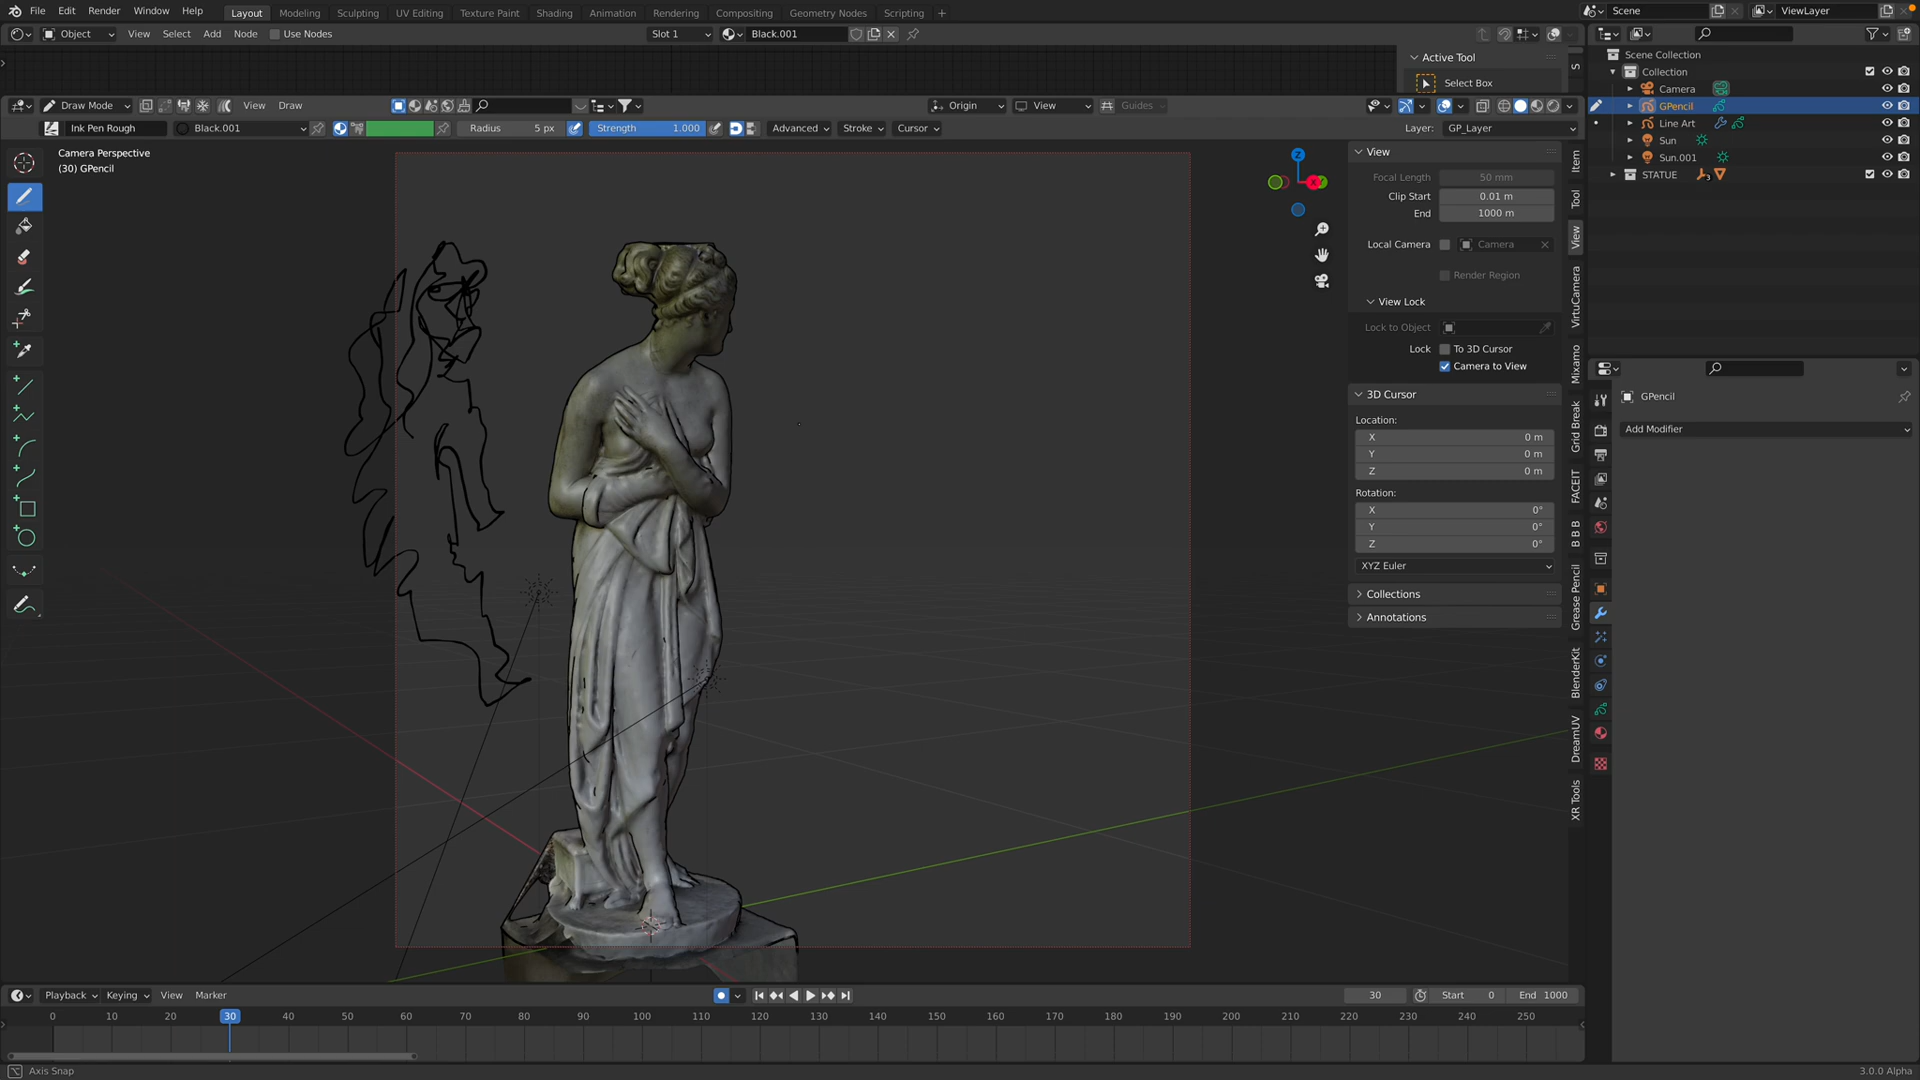 File Edit Render Window Help Layout Modeling Sculpting UV Editing Texture Paint Shading Animation Rendering Compositing Geometry Nodes Scripting + Scene ViewLayer
Object View Select Add Node Use Nodes Slot 1 Black.001
Active Tool
Select Box
S
Draw Mode View Draw Origin View Guides
Ink Pen Rough Black.001 Radius 5 px Strength 1.000 Advanced Stroke Cursor Layer: GP_Layer
Camera Perspective
(30) GPencil
Z
X
Y
View
Focal Length 50 mm
Clip Start 0.01 m
End 1000 m
Local Camera Camera
Render Region
View Lock
Lock to Object
Lock To 3D Cursor
Camera to View
3D Cursor
Location:
X 0 m
Y 0 m
Z 0 m
Rotation:
X 0°
Y 0°
Z 0°
XYZ Euler
Collections
Annotations
Item
Tool
View
VirtuCamera
Mixamo
Grid Break
FACEIT
B B B
Grease Pencil
BlenderKit
DreamUV
XR Tools
Scene Collection
Collection
Camera
GPencil
Line Art
Sun
Sun.001
STATUE 3
GPencil
Add Modifier
Playback Keying View Marker 30 Start 0 End 1000
0 10 20 30 40 50 60 70 80 90 100 110 120 130 140 150 160 170 180 190 200 210 220 230 240 250
Axis Snap 3.0.0 Alpha